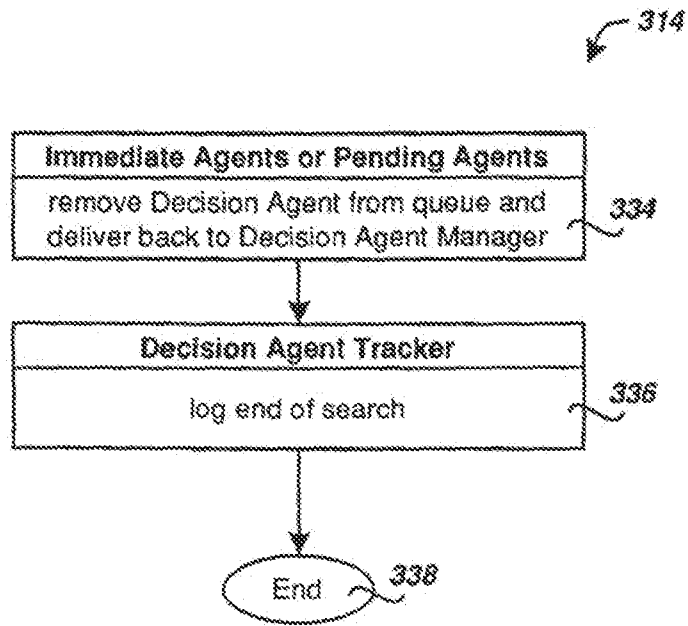 314
Immediate Agents or Pending Agents
remove Decision Agent from queue and
deliver back to Decision Agent Manager
334
Decision Agent Tracker
log end of search
336
End
338